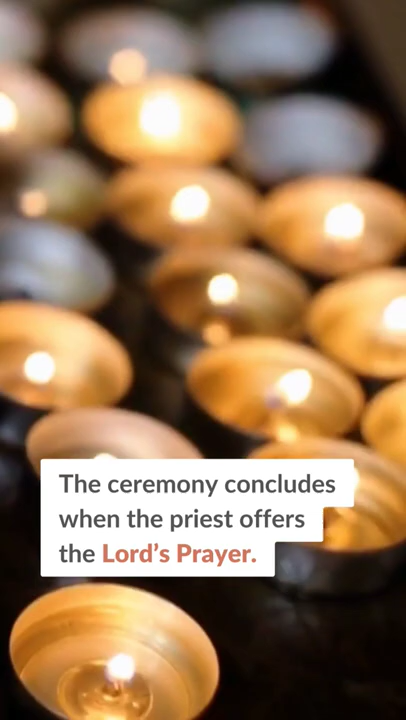 The ceremony concludes
when the priest offers
the Lord's Prayer.